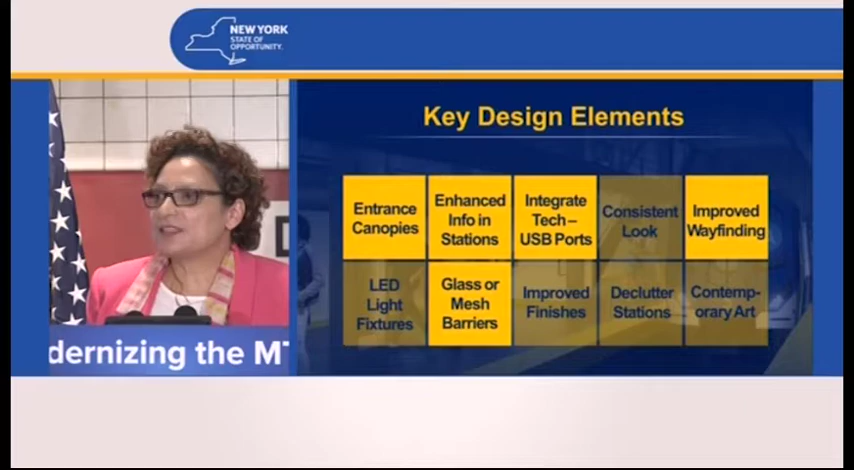 NEW YORK
STATE OF
OPPORTUNITY.
Key Design Elements
Entrance
Canopies
Enhanced
Info in
Stations
Integrate
Tech–
USB Ports
Consistent
Look
Improved
Wayfinding
LED
Light
Fixtures
Glass or
Mesh
Barriers
Improved
Finishes
Declutter
Stations
Contemp-
orary Art
dernizing the MT